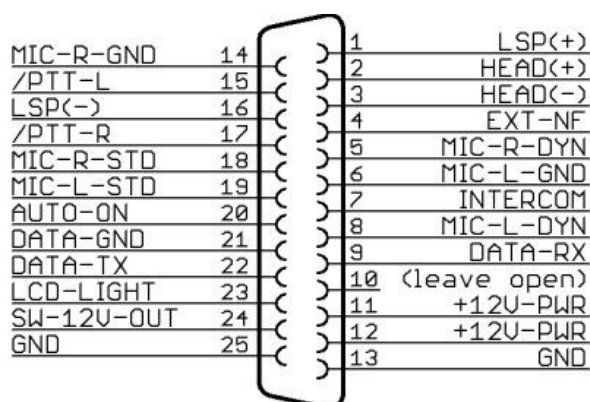 MIC-R-GND 14
/PTT-L 15
LSP(-) 16
/PTT-R 17
MIC-R-STD 18
MIC-L-STD 19
AUTO-ON 20
DATA-GND 21
DATA-TX 22
LCD-LIGHT 23
SW-12V-OUT 24
GND 25
1 LSP(+)
2 HEAD(+)
3 HEAD(-)
4 EXT-NF
5 MIC-R-DYN
6 MIC-L-GND
7 INTERCOM
8 MIC-L-DYN
9 DATA-RX
10 (leave open)
11 +12V-PWR
12 +12V-PWR
13 GND